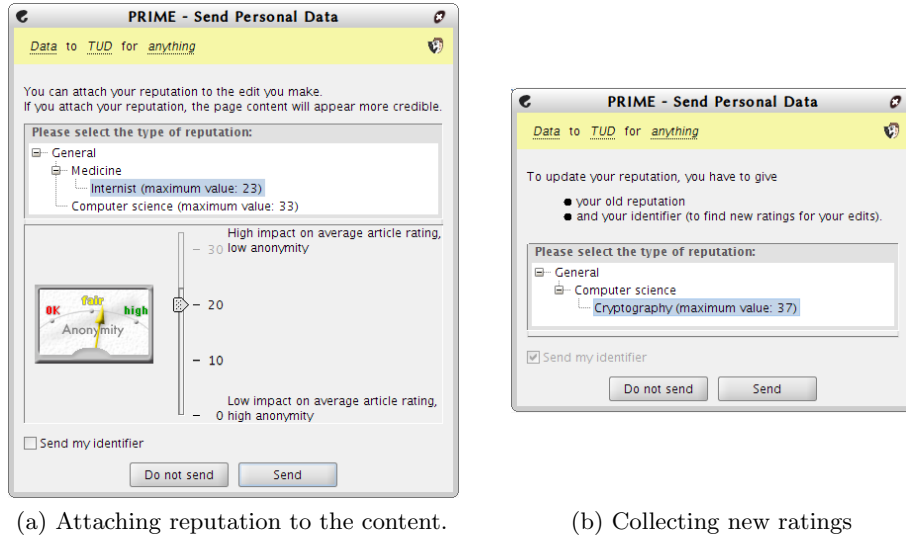 PRIME - Send Personal Data
Data to TUD for anything
You can attach your reputation to the edit you make.
If you attach your reputation, the page content will appear more credible.
Please select the type of reputation:
General
Medicine
Internist (maximum value: 23)
Computer science (maximum value: 33)
High impact on average article rating,
30 low anonymity
OK fair high
Anonymity
20
10
Low impact on average article rating,
0 high anonymity
Send my identifier
Do not send Send
(a) Attaching reputation to the content.
PRIME - Send Personal Data
Data to TUD for anything
To update your reputation, you have to give
● your old reputation
● and your identifier (to find new ratings for your edits).
Please select the type of reputation:
General
Computer science
Cryptography (maximum value: 37)
Send my identifier
Do not send Send
(b) Collecting new ratings